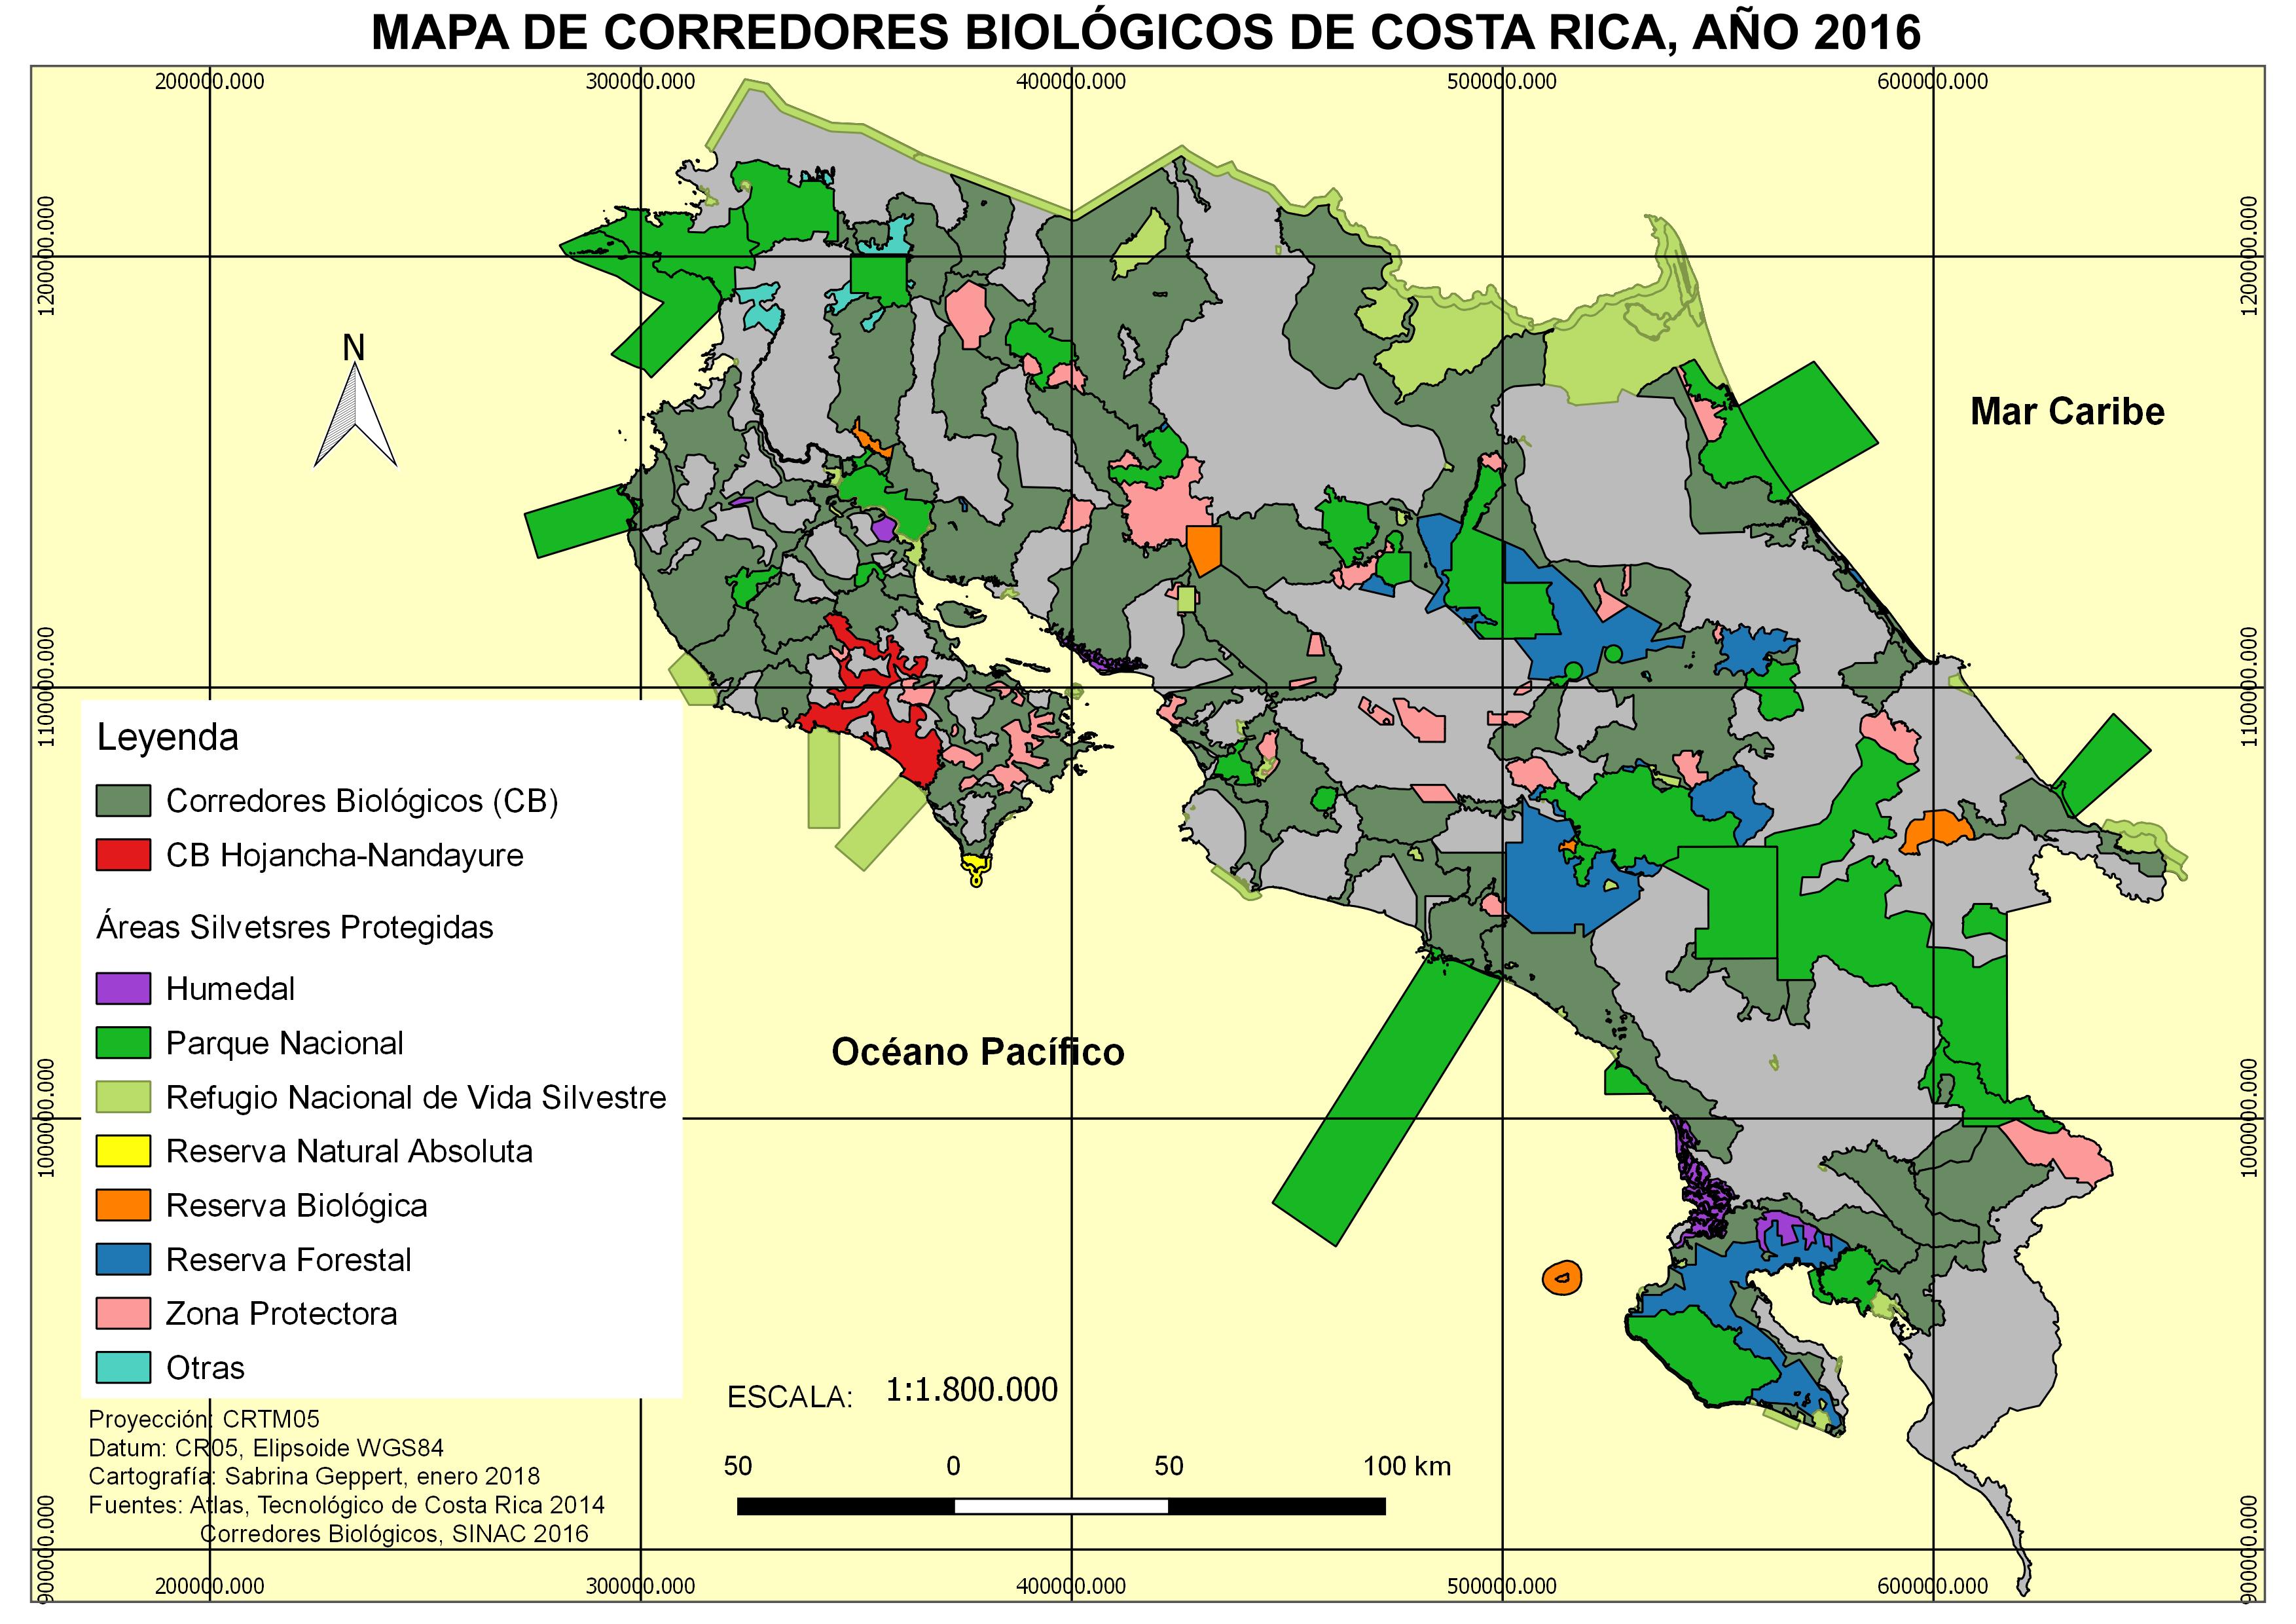 MAPA DE CORREDORES BIOLÓGICOS DE COSTA RICA, AÑO 2016
200000.000 300000.000 400000.000 500000.000 600000.000
1200000.000 1200000.000
N
Mar Caribe
1100000.000 1100000.000
Leyenda
Corredores Biológicos (CB)
CB Hojancha-Nandayure
Áreas Silvetsres Protegidas
Humedal
Parque Nacional
Refugio Nacional de Vida Silvestre
Reserva Natural Absoluta
Reserva Biológica
Reserva Forestal
Zona Protectora
Otras
Océano Pacífico
1000000.000 1000000.000
ESCALA: 1:1.800.000
50 0 50 100 km
Proyección: CRTM05
Datum: CR05, Elipsoide WGS84
Cartografía: Sabrina Geppert, enero 2018
Fuentes: Atlas, Tecnológico de Costa Rica 2014
Corredores Biológicos, SINAC 2016
900000.000 900000.000
200000.000 300000.000 400000.000 500000.000 600000.000